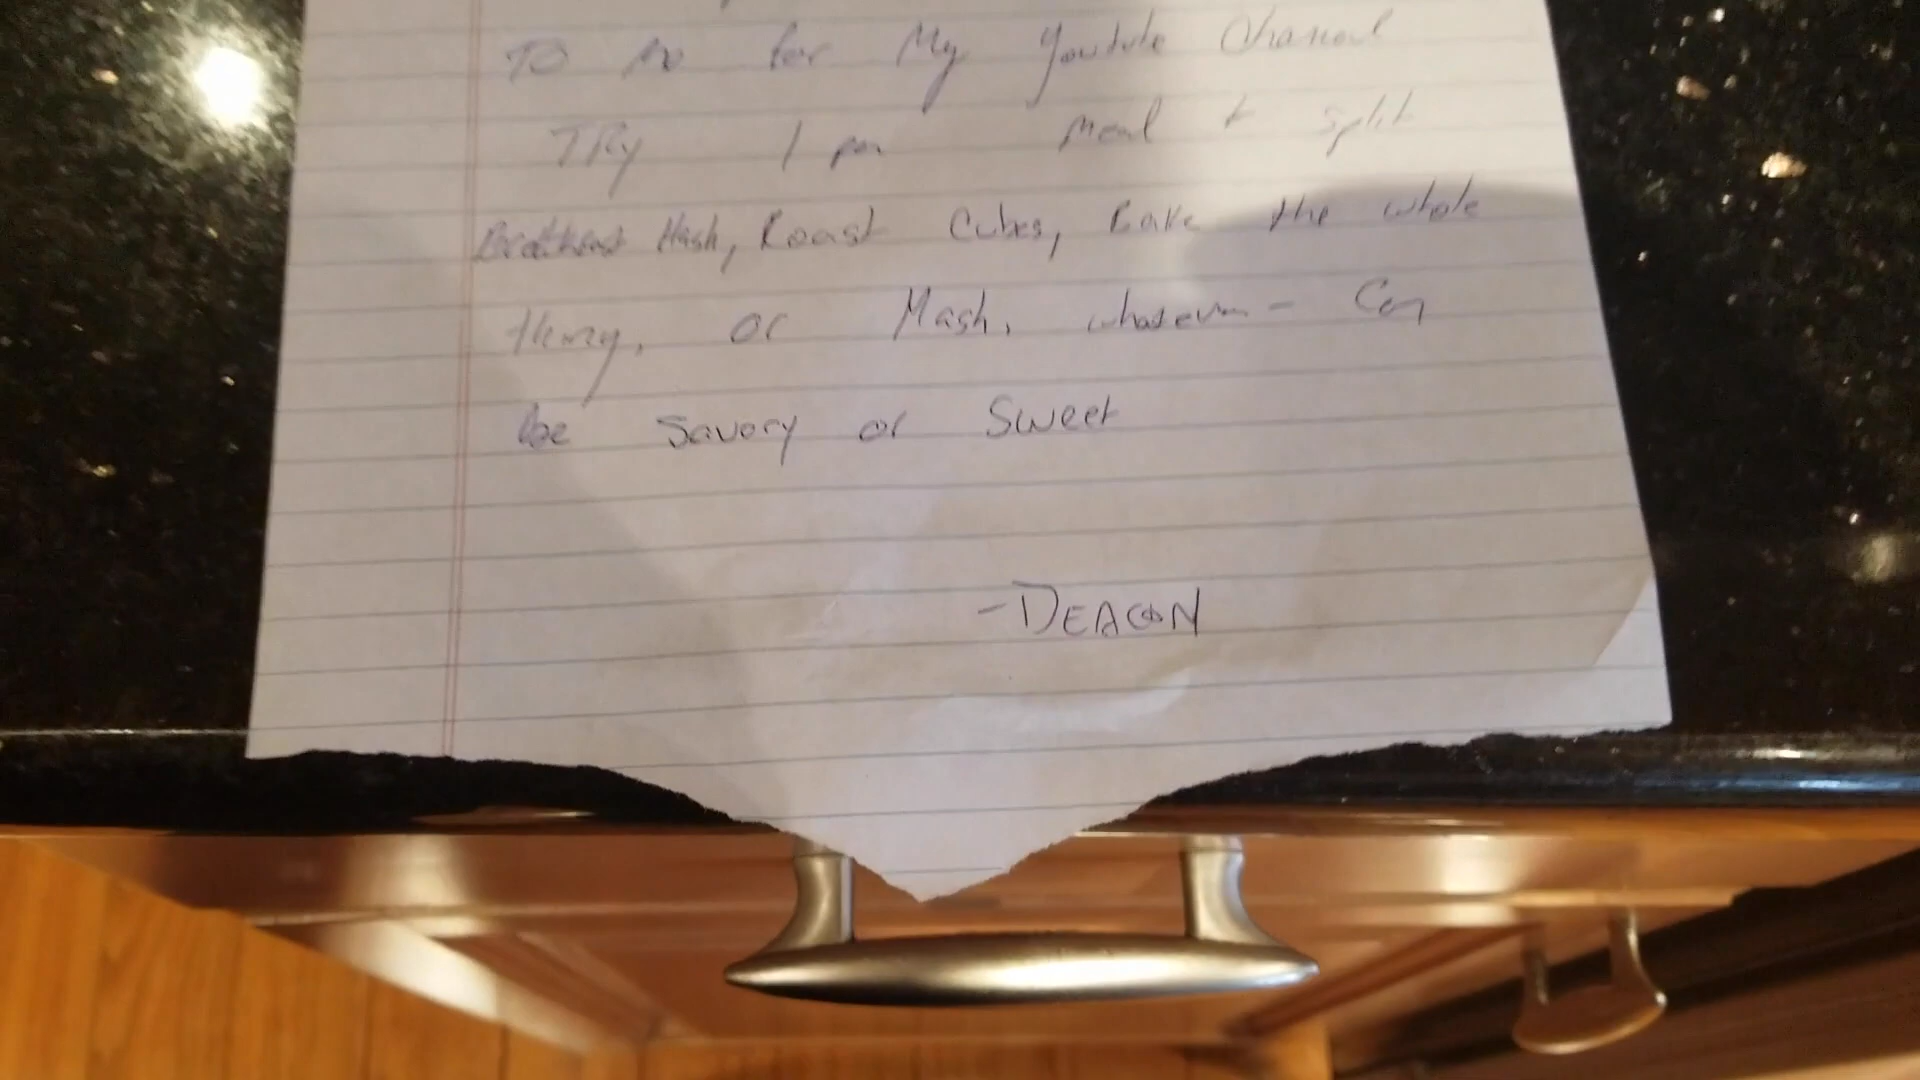 TO do for My Youtube Channel
TRy 1 per meal + split
Breakfast Hash, Roast Cubes, Bake the whole
thing, or Mash, whatever - Can
be Savory or Sweet
-DEACON